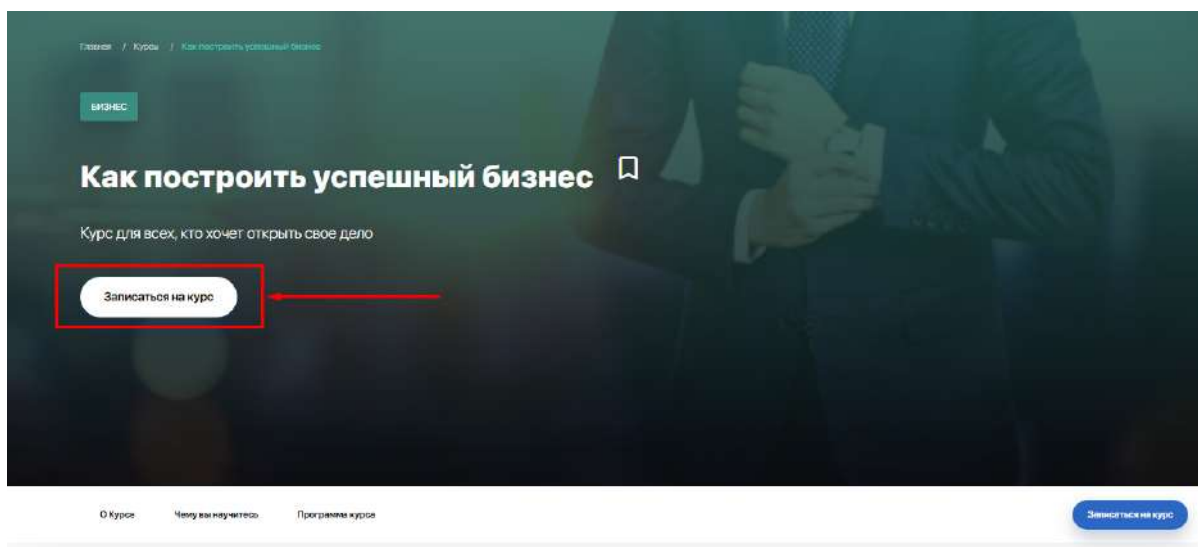 Главная / Курсы / Как построить успешный бизнес
БИЗНЕС
Как построить успешный бизнес
Курс для всех, кто хочет открыть свое дело
Записаться на курс
О Курсе Чему вы научитесь Программа курса Записаться на курс